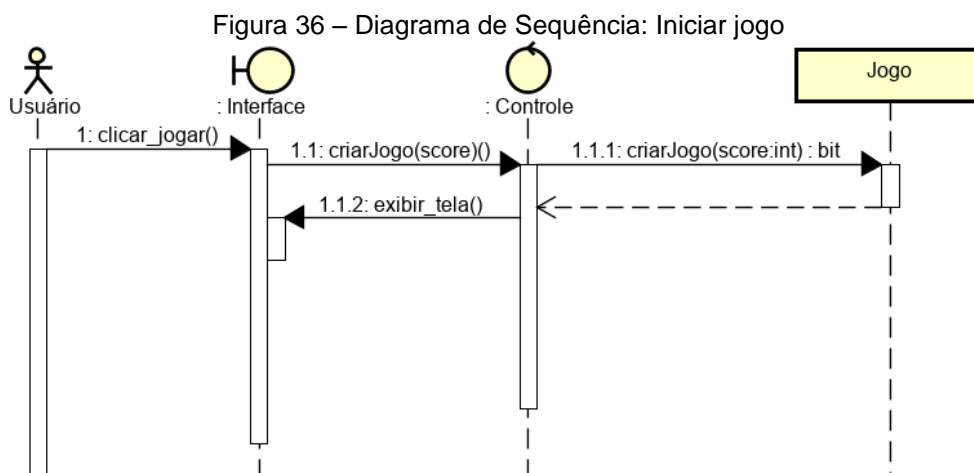 Figura 36 – Diagrama de Sequência: Iniciar jogo
Usuário
: Interface
: Controle
Jogo
1: clicar_jogar()
1.1: criarJogo(score)()
1.1.1: criarJogo(score:int) : bit
1.1.2: exibir_tela()